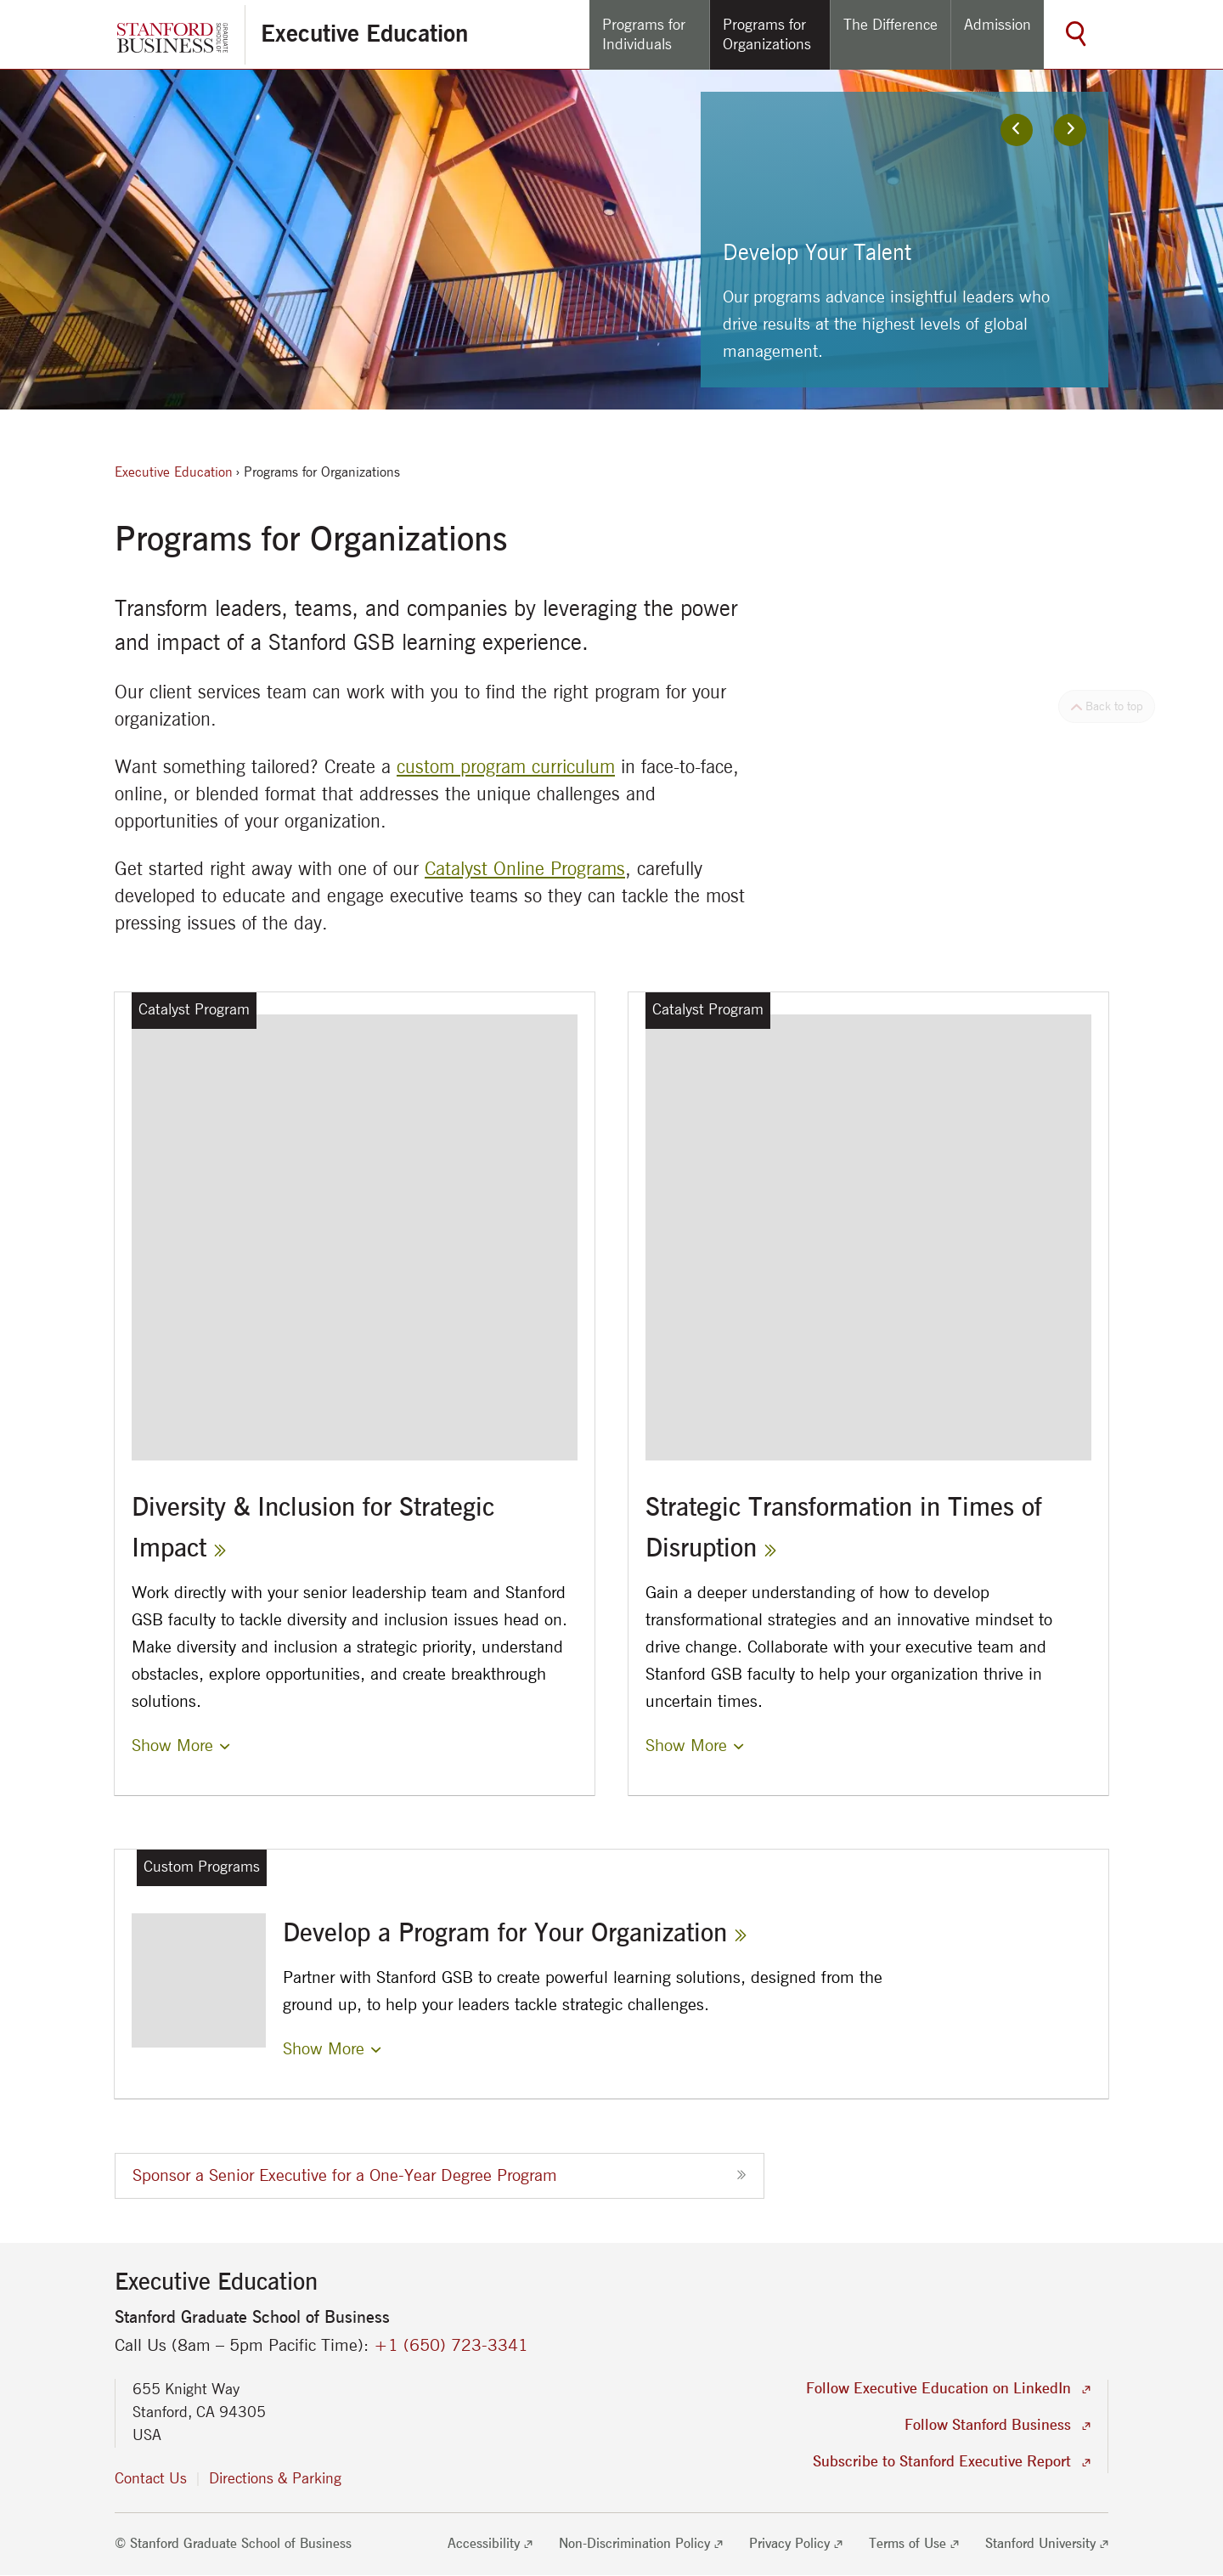 STANFORD
BUSINESS
GRADUATE
SCHOOL OF
Executive Education
Programs for
Individuals
Programs for
Organizations
The Difference
Admission
Develop Your Talent
Our programs advance insightful leaders who
drive results at the highest levels of global
management.
Executive Education › Programs for Organizations
Programs for Organizations
Transform leaders, teams, and companies by leveraging the power
and impact of a Stanford GSB learning experience.
Our client services team can work with you to find the right program for your
organization.
Back to top
Want something tailored? Create a custom program curriculum in face-to-face,
online, or blended format that addresses the unique challenges and
opportunities of your organization.
Get started right away with one of our Catalyst Online Programs, carefully
developed to educate and engage executive teams so they can tackle the most
pressing issues of the day.
Catalyst Program
Diversity & Inclusion for Strategic
Impact »
Work directly with your senior leadership team and Stanford
GSB faculty to tackle diversity and inclusion issues head on.
Make diversity and inclusion a strategic priority, understand
obstacles, explore opportunities, and create breakthrough
solutions.
Show More
Catalyst Program
Strategic Transformation in Times of
Disruption »
Gain a deeper understanding of how to develop
transformational strategies and an innovative mindset to
drive change. Collaborate with your executive team and
Stanford GSB faculty to help your organization thrive in
uncertain times.
Show More
Custom Programs
Develop a Program for Your Organization »
Partner with Stanford GSB to create powerful learning solutions, designed from the
ground up, to help your leaders tackle strategic challenges.
Show More
Sponsor a Senior Executive for a One-Year Degree Program »
Executive Education
Stanford Graduate School of Business
Call Us (8am – 5pm Pacific Time): +1 (650) 723-3341
655 Knight Way
Stanford, CA 94305
USA
Contact Us | Directions & Parking
Follow Executive Education on LinkedIn
Follow Stanford Business
Subscribe to Stanford Executive Report
© Stanford Graduate School of Business
Accessibility
Non-Discrimination Policy
Privacy Policy
Terms of Use
Stanford University